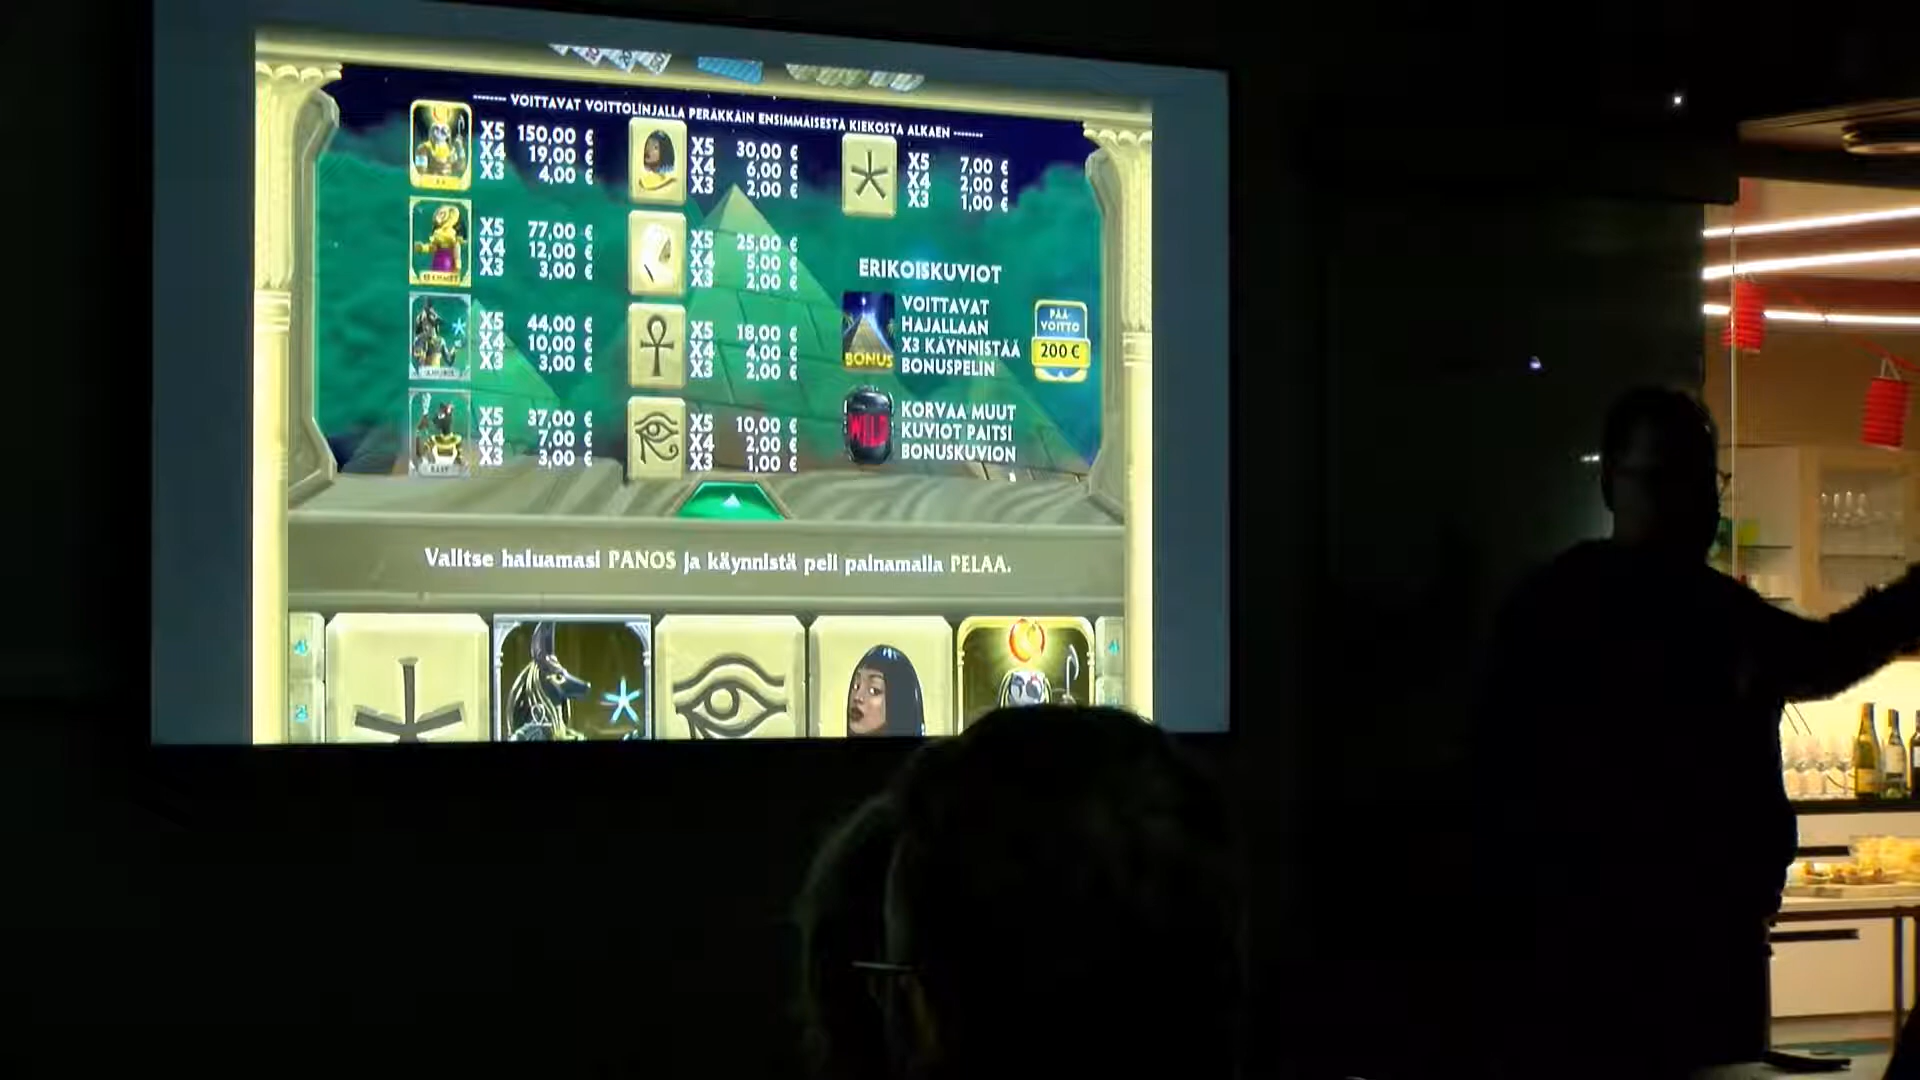 VOITTAVAT VOITTOLINJALLA PERÄKKÄIN ENSIMMÄISESTÄ KIEKOSTA ALKAEN
X5 150,00 €
X4 19,00 €
X3 4,00 €
X5 77,00 €
X4 12,00 €
X3 3,00 €
X5 44,00 €
X4 10,00 €
X3 3,00 €
X5 37,00 €
X4 7,00 €
X3 3,00 €
X5 30,00 €
X4 6,00 €
X3 2,00 €
X5 25,00 €
X4 5,00 €
X3 2,00 €
X5 18,00 €
X4 4,00 €
X3 2,00 €
X5 10,00 €
X4 2,00 €
X3 1,00 €
X5 7,00 €
X4 2,00 €
X3 1,00 €
ERIKOISKUVIOT
BONUS
VOITTAVAT
HAJALLAAN
X3 KÄYNNISTÄÄ
BONUSPELIN
PÄÄ-
VOITTO
200 €
WILD
KORVAA MUUT
KUVIOT PAITSI
BONUSKUVION
Valitse haluamasi PANOS ja käynnistä peli painamalla PELAA.
4
2
4